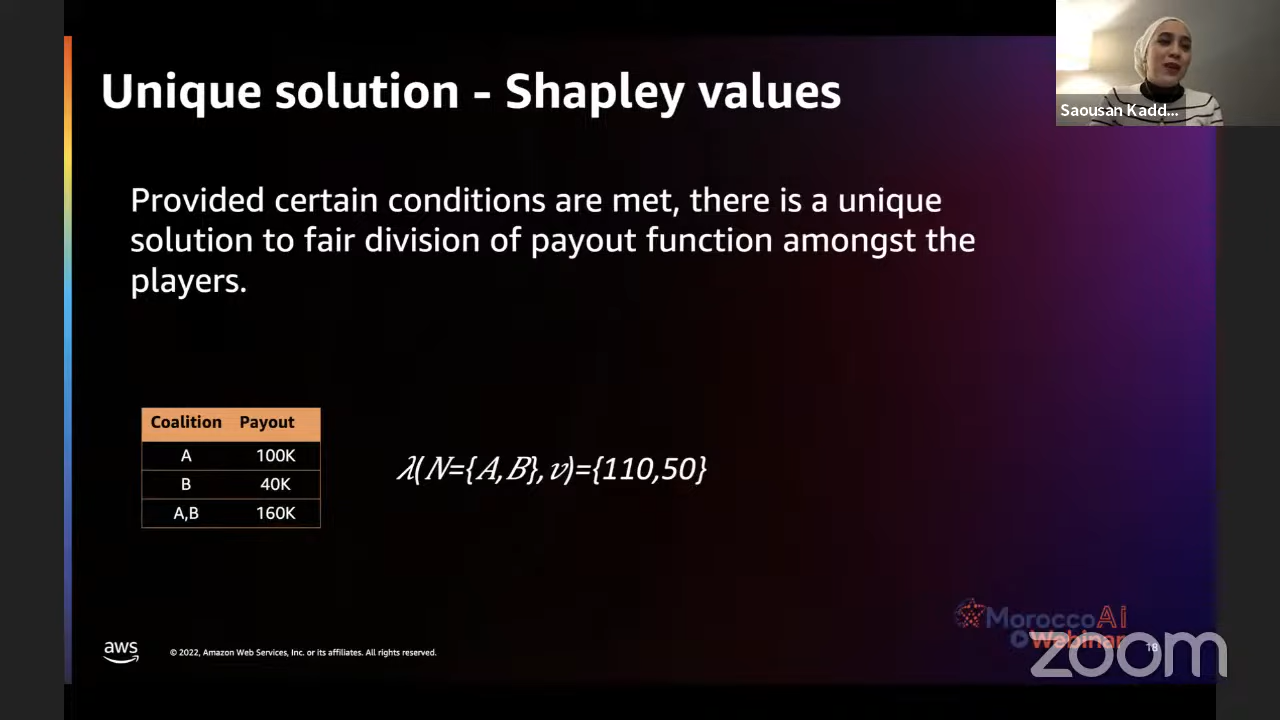 Unique solution - Shapley values
Saousan Kadd...
Provided certain conditions are met, there is a unique
solution to fair division of payout function amongst the
players.
Coalition Payout
A 100K
B 40K
A,B 160K
𝜆(N={A,B},v)={110,50}
MoroccoAI
Webinar
aws
© 2022, Amazon Web Services, Inc. or its affiliates. All rights reserved.
18
zoom